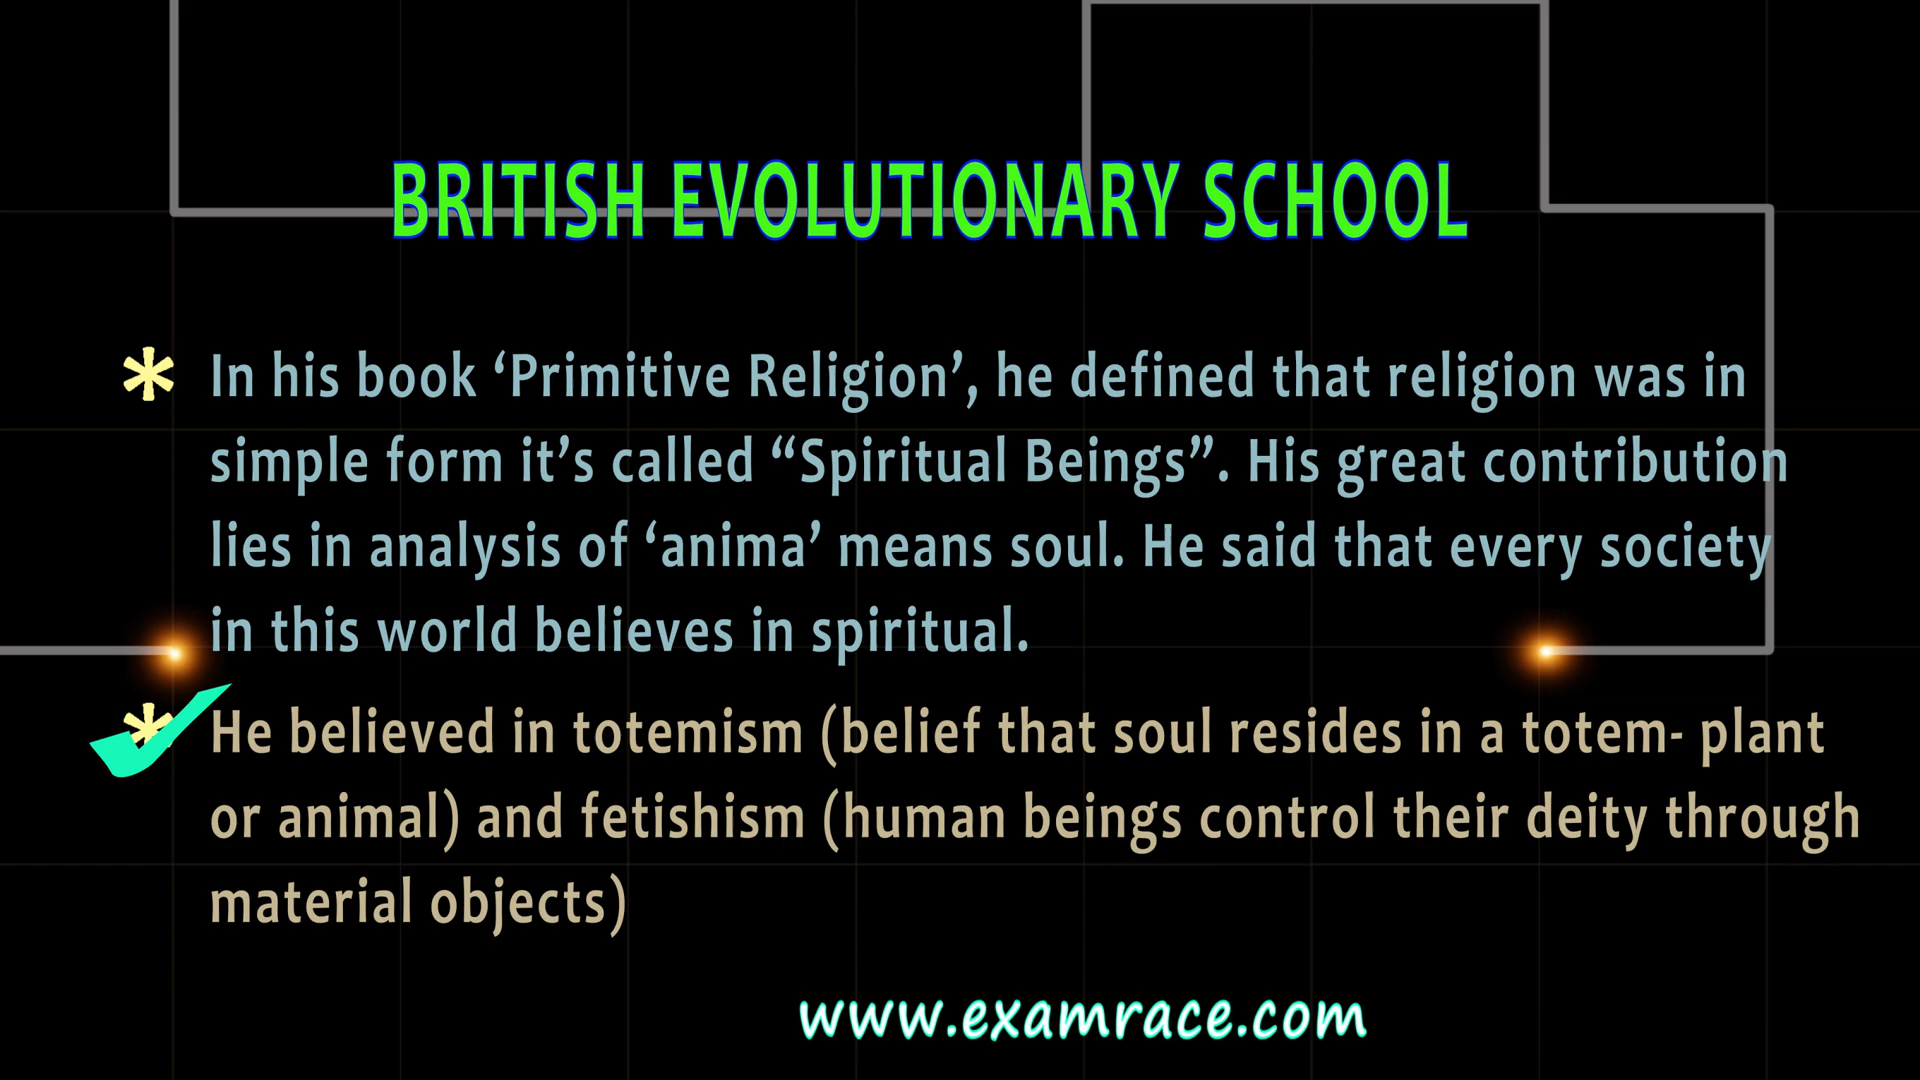 BRITISH EVOLUTIONARY SCHOOL
* In his book ‘Primitive Religion’, he defined that religion was in
simple form it’s called “Spiritual Beings”. His great contribution
lies in analysis of ‘anima’ means soul. He said that every society
in this world believes in spiritual.
* He believed in totemism (belief that soul resides in a totem- plant
or animal) and fetishism (human beings control their deity through
material objects)
www.examrace.com